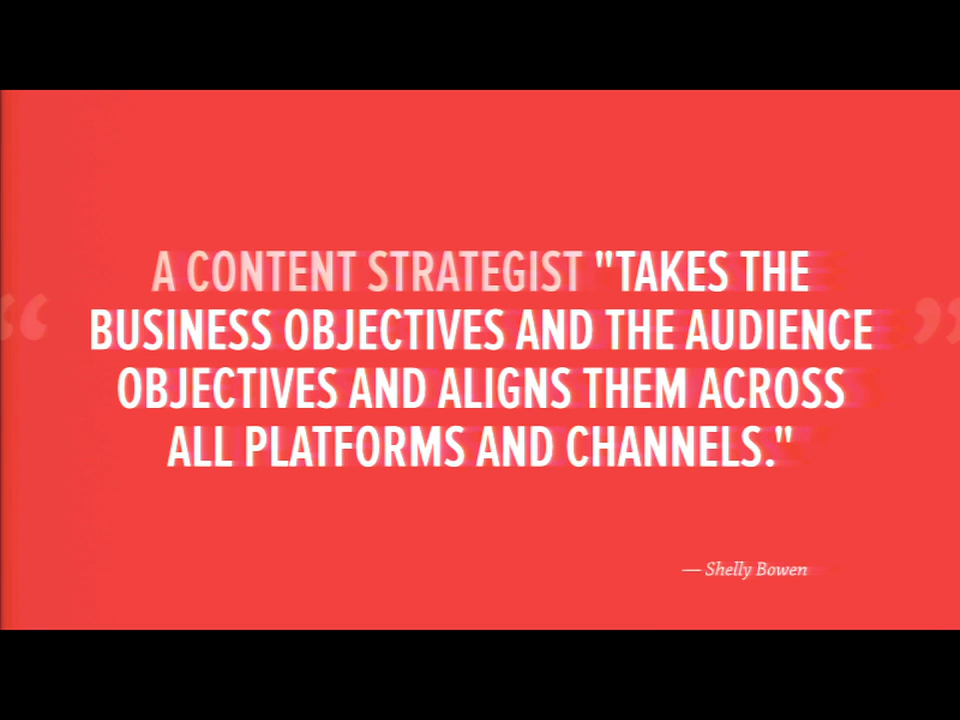 A CONTENT STRATEGIST "TAKES THE
BUSINESS OBJECTIVES AND THE AUDIENCE
OBJECTIVES AND ALIGNS THEM ACROSS
ALL PLATFORMS AND CHANNELS."
— Shelly Bowen